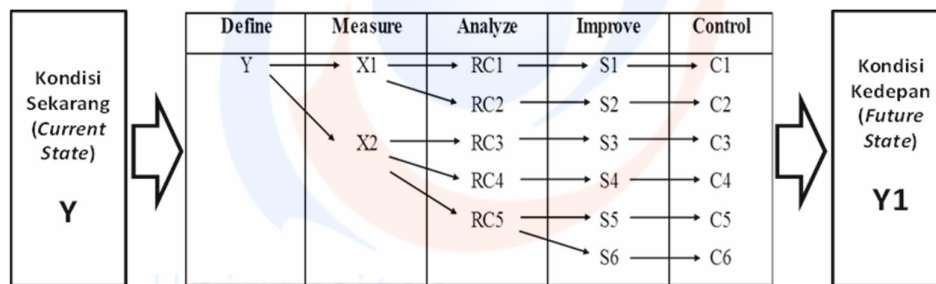 Kondisi
Sekarang
(Current
State)
Y
Define Measure Analyze Improve Control
Y X1 RC1 S1 C1
RC2 S2 C2
X2 RC3 S3 C3
RC4 S4 C4
RC5 S5 C5
S6 C6
Kondisi
Kedepan
(Future
State)
Y1